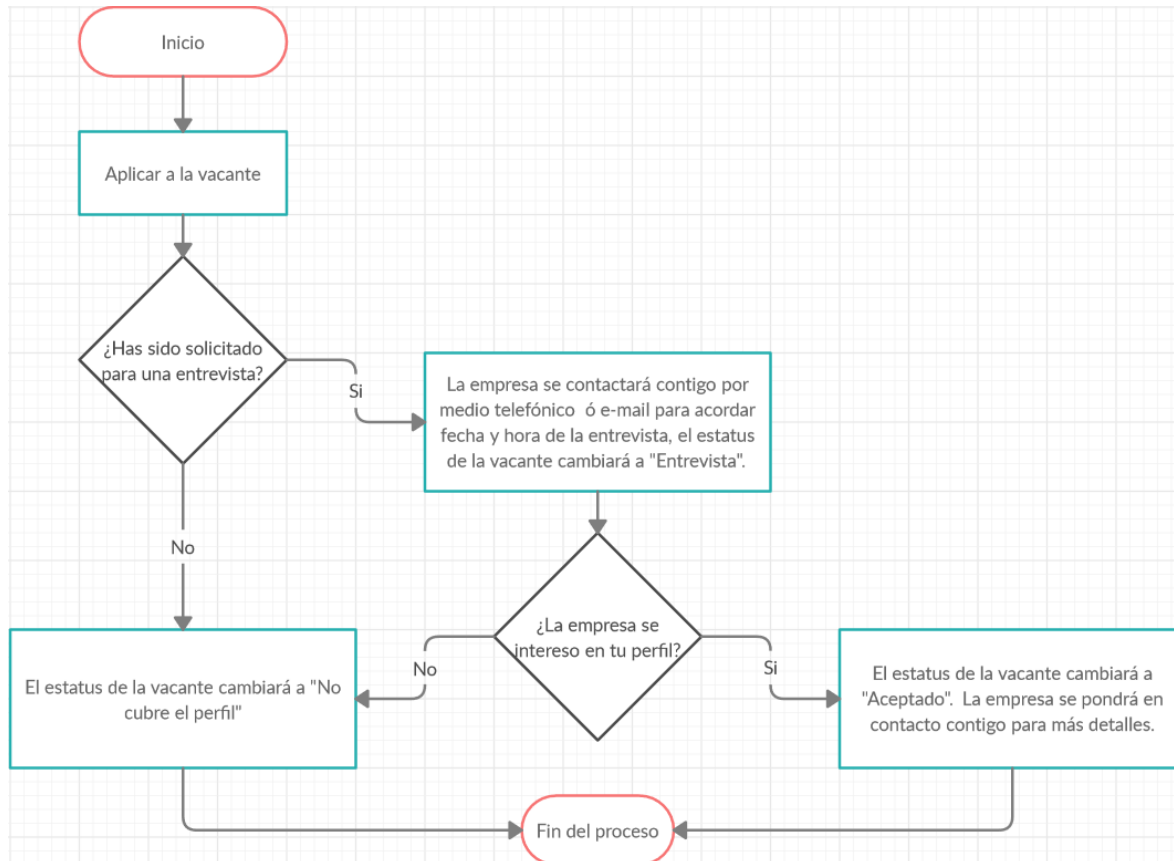 Inicio
Aplicar a la vacante
¿Has sido solicitado
para una entrevista?
Si
La empresa se contactará contigo por
medio telefónico ó e-mail para acordar
fecha y hora de la entrevista, el estatus
de la vacante cambiará a "Entrevista".
No
¿La empresa se
intereso en tu perfil?
No
Si
El estatus de la vacante cambiará a "No
cubre el perfil"
El estatus de la vacante cambiará a
"Aceptado". La empresa se pondrá en
contacto contigo para más detalles.
Fin del proceso